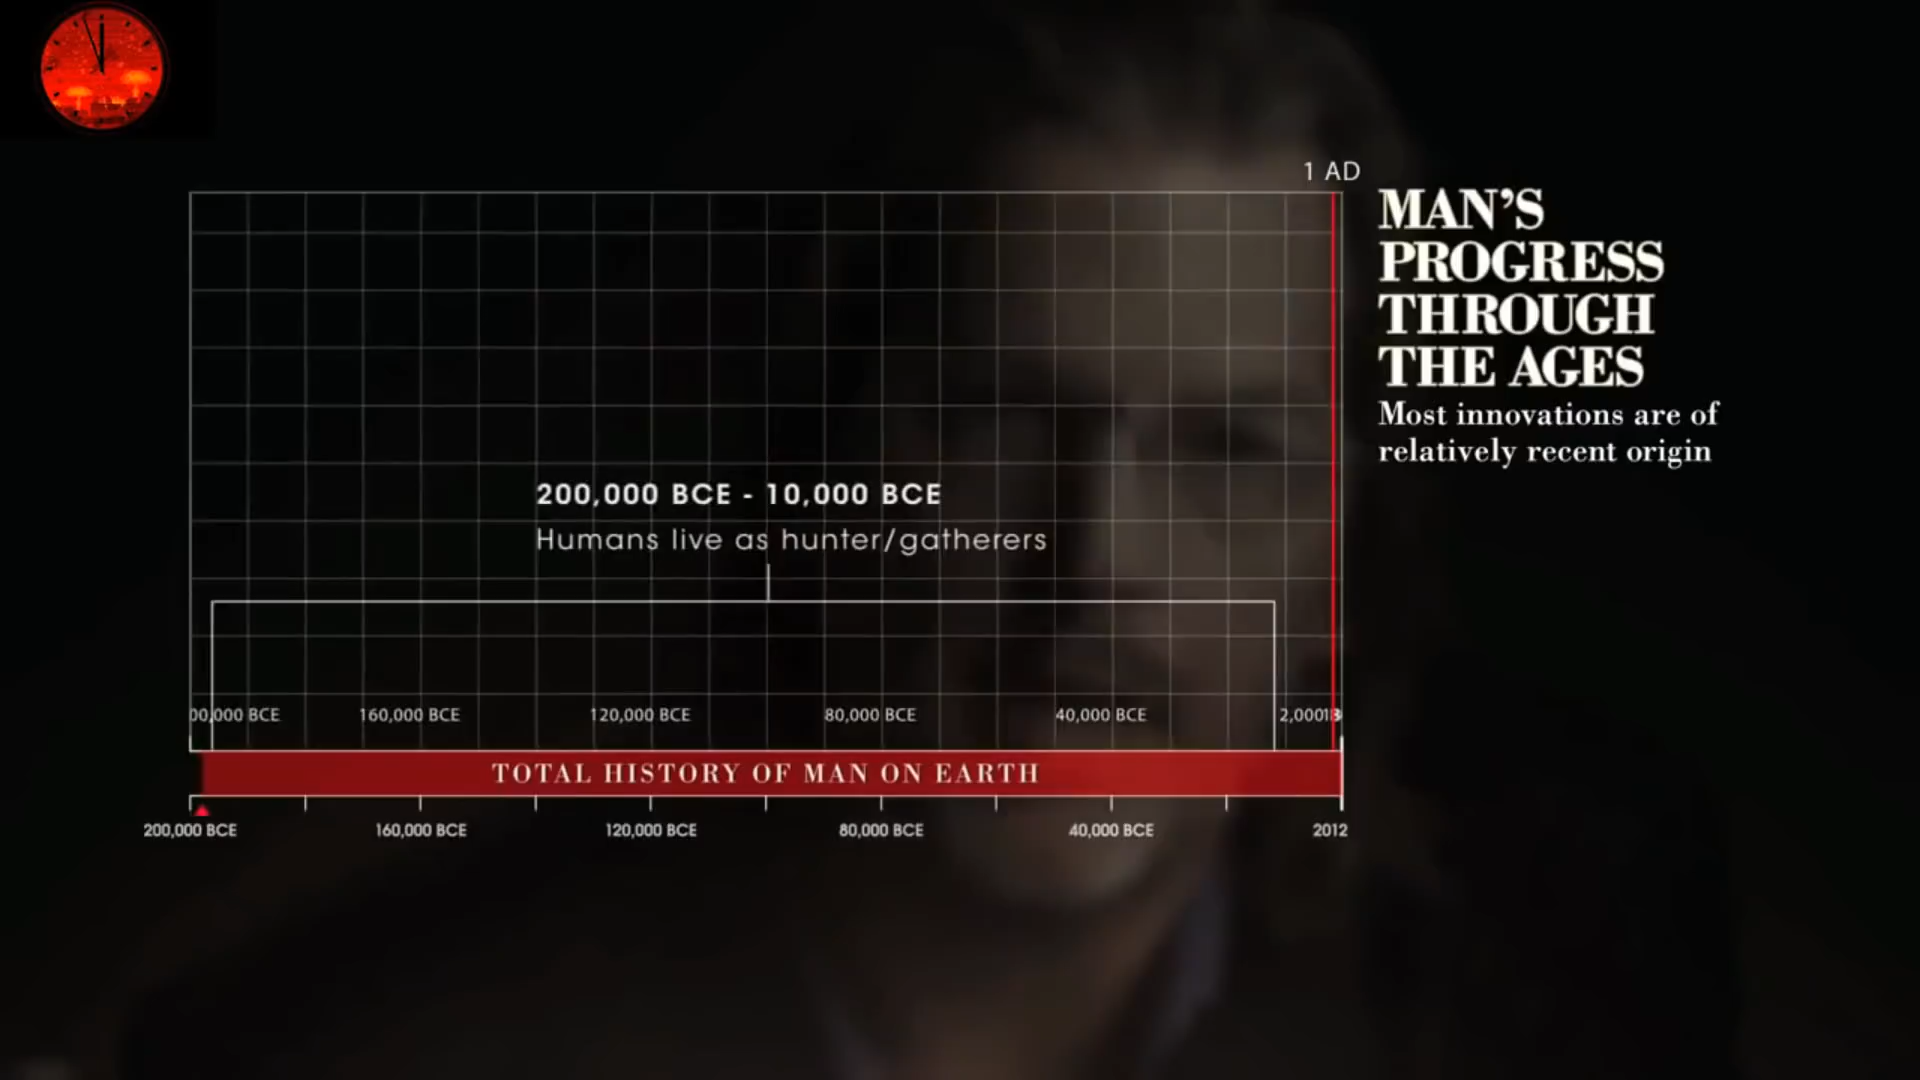 1 AD
MAN'S
PROGRESS
THROUGH
THE AGES
Most innovations are of
relatively recent origin
200,000 BCE - 10,000 BCE
Humans live as hunter/gatherers
00,000 BCE 160,000 BCE 120,000 BCE 80,000 BCE 40,000 BCE
TOTAL HISTORY OF MAN ON EARTH
200,000 BCE 160,000 BCE 120,000 BCE 80,000 BCE 40,000 BCE 2012